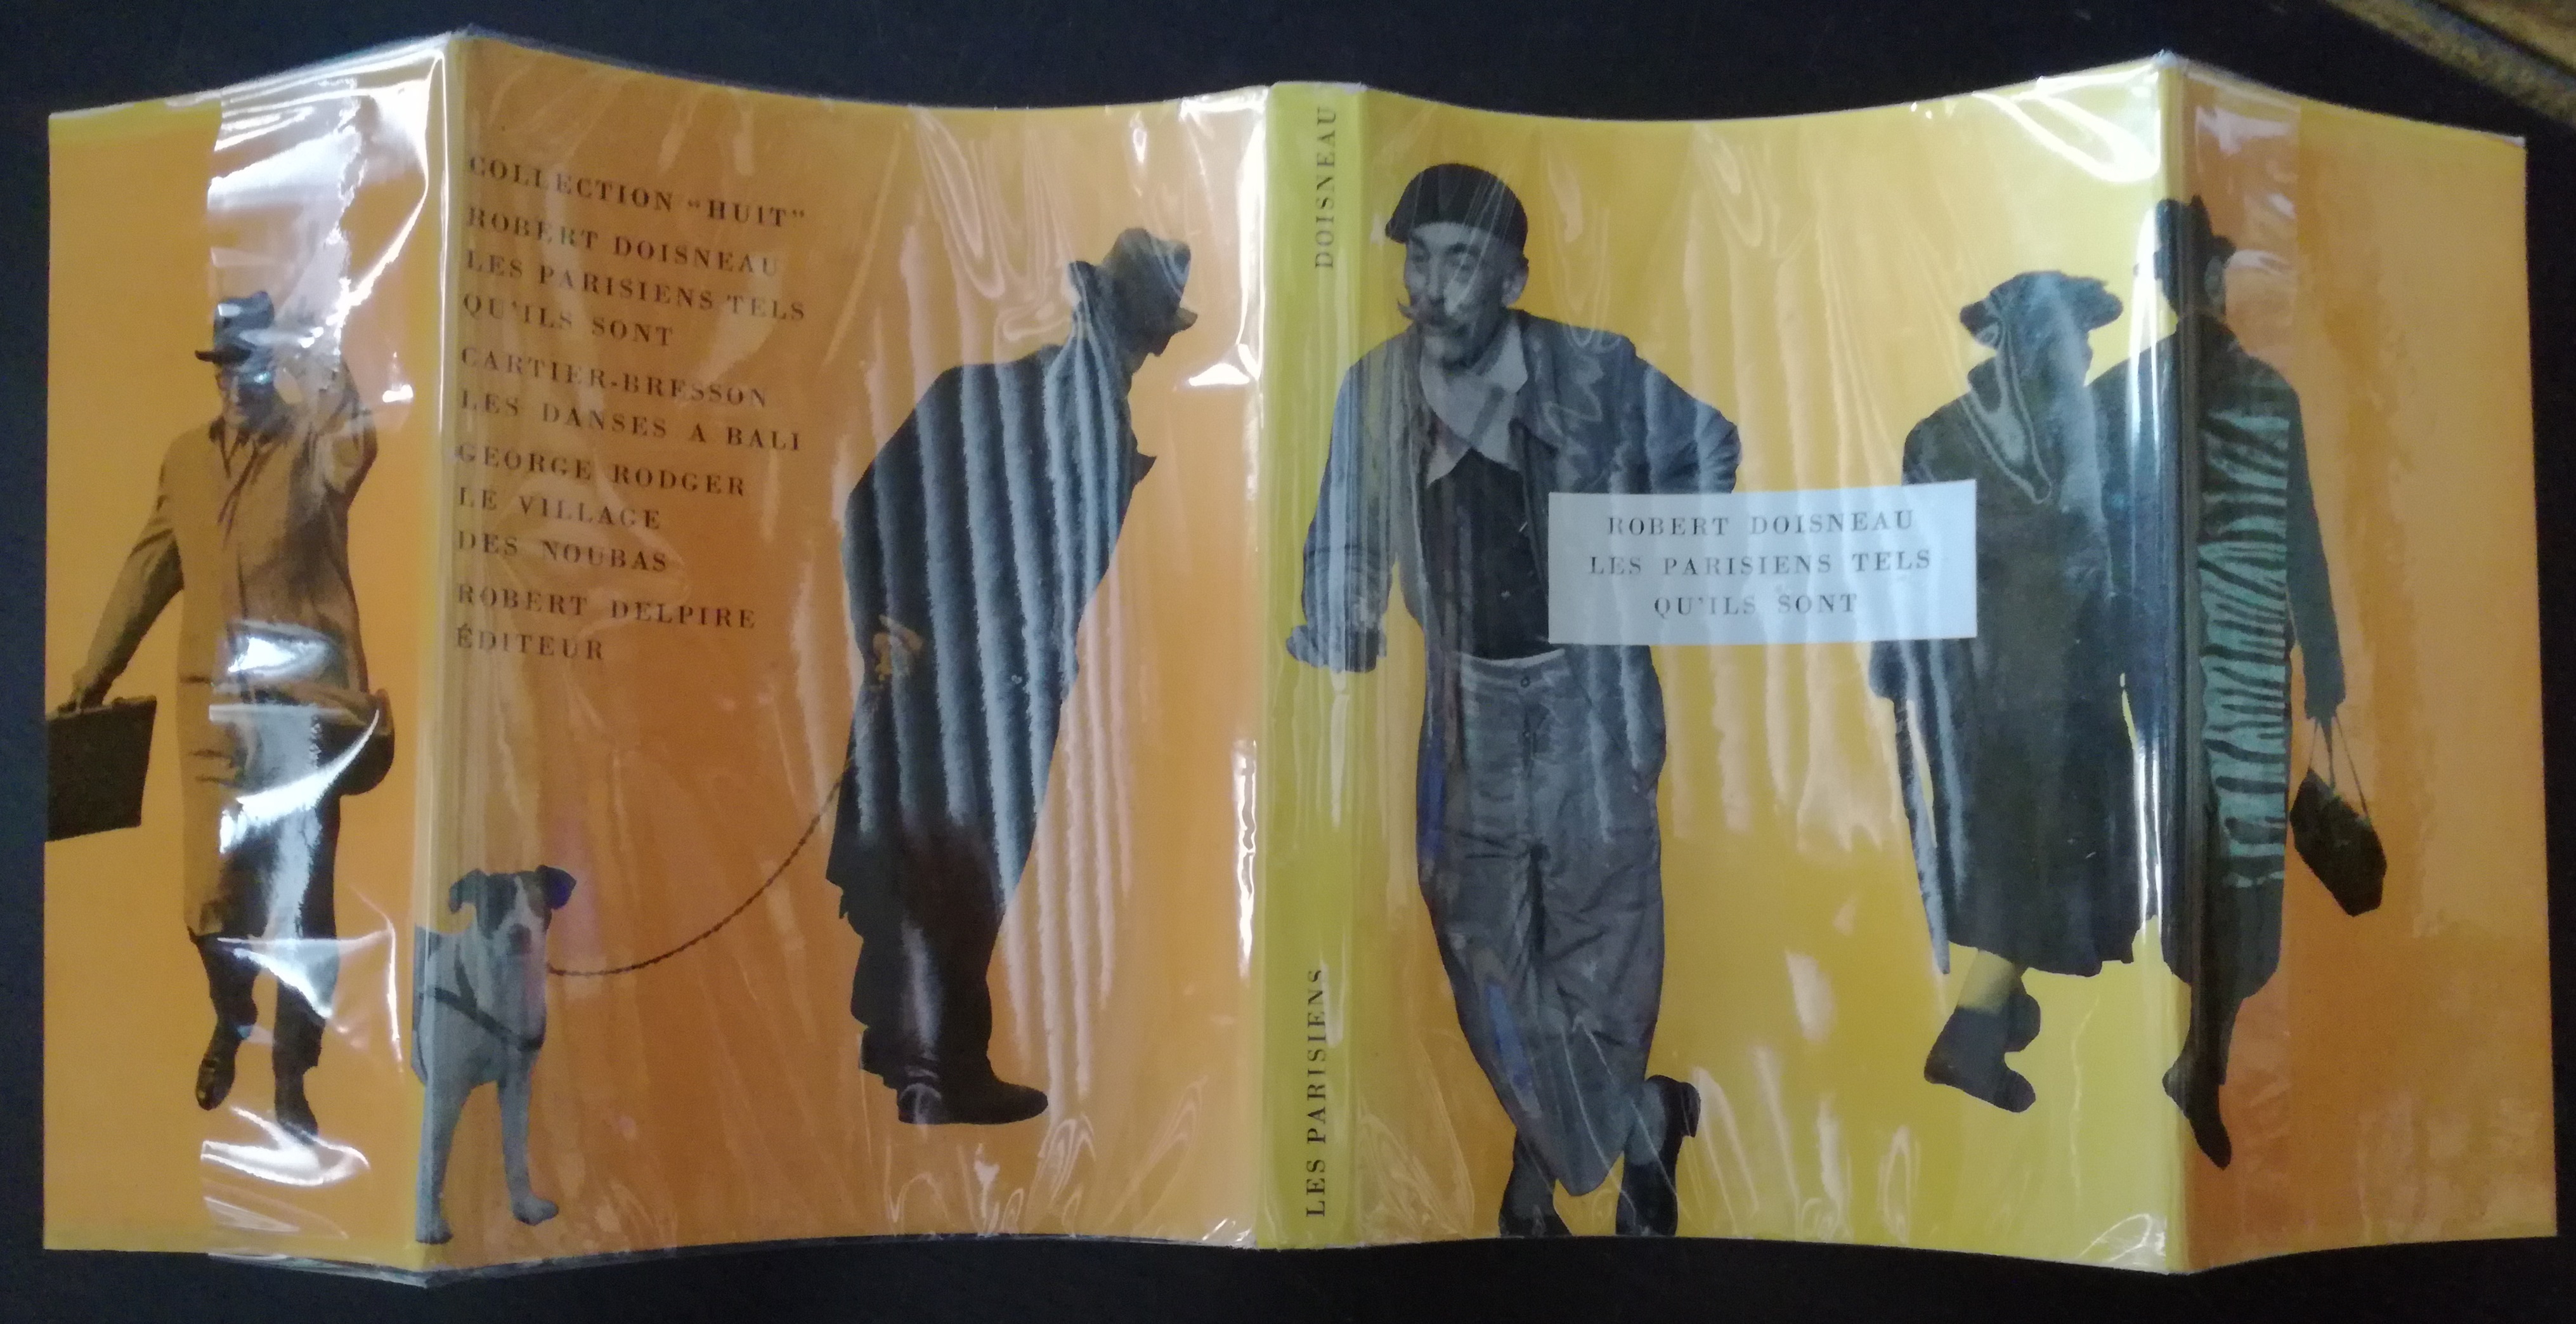 COLLECTION "HUIT"
ROBERT DOISNEAU
LES PARISIENS TELS
QU'ILS SONT
CARTIER-BRESSON
LES DANSES A BALI
GEORGE RODGER
LE VILLAGE
DES NOUBAS
ROBERT DELPIRE
ÉDITEUR
LES PARISIENS
DOISNEAU
ROBERT DOISNEAU
LES PARISIENS TELS
QU'ILS SONT